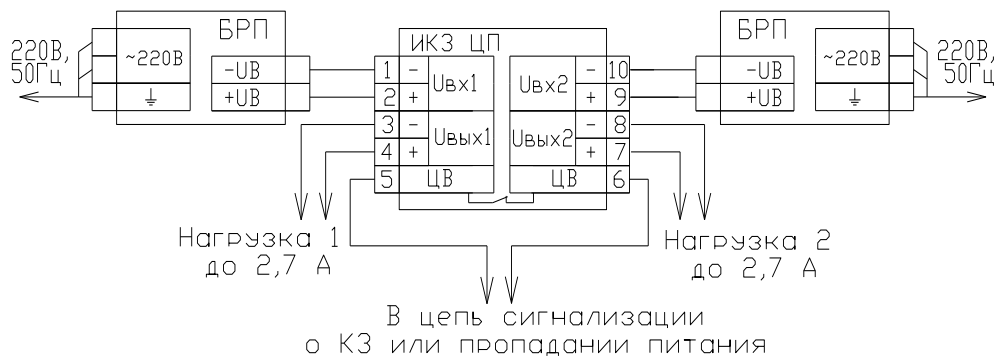 БРП
БРП
ИКЗ ЦП
220В,
50Гц
~220В
-UB
+UB
1 - Uвх1
2 +
3 - Uвых1
4 +
5 ЦВ
Uвх2 - 10
+ 9
Uвых2 - 8
+ 7
ЦВ 6
-UB
+UB
~220В
220В,
50Гц
Нагрузка 1
до 2,7 А
Нагрузка 2
до 2,7 А
В цепь сигнализации
о КЗ или пропадании питания